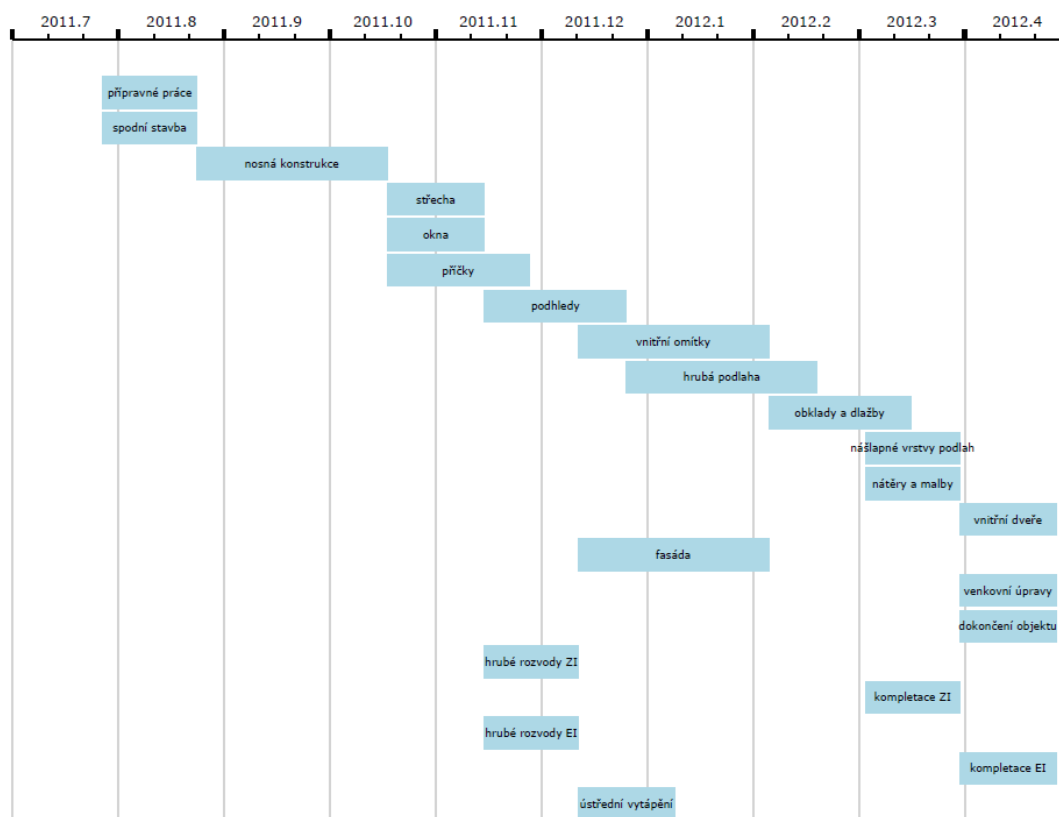 2011.7 2011.8 2011.9 2011.10 2011.11 2011.12 2012.1 2012.2 2012.3 2012.4
přípravné práce
spodní stavba
nosná konstrukce
střecha
okna
příčky
podhledy
vnitřní omítky
hrubá podlaha
obklady a dlažby
nášlapné vrstvy podlah
nátěry a malby
vnitřní dveře
fasáda
venkovní úpravy
dokončení objektu
hrubé rozvody ZI
kompletace ZI
hrubé rozvody EI
kompletace EI
ústřední vytápění